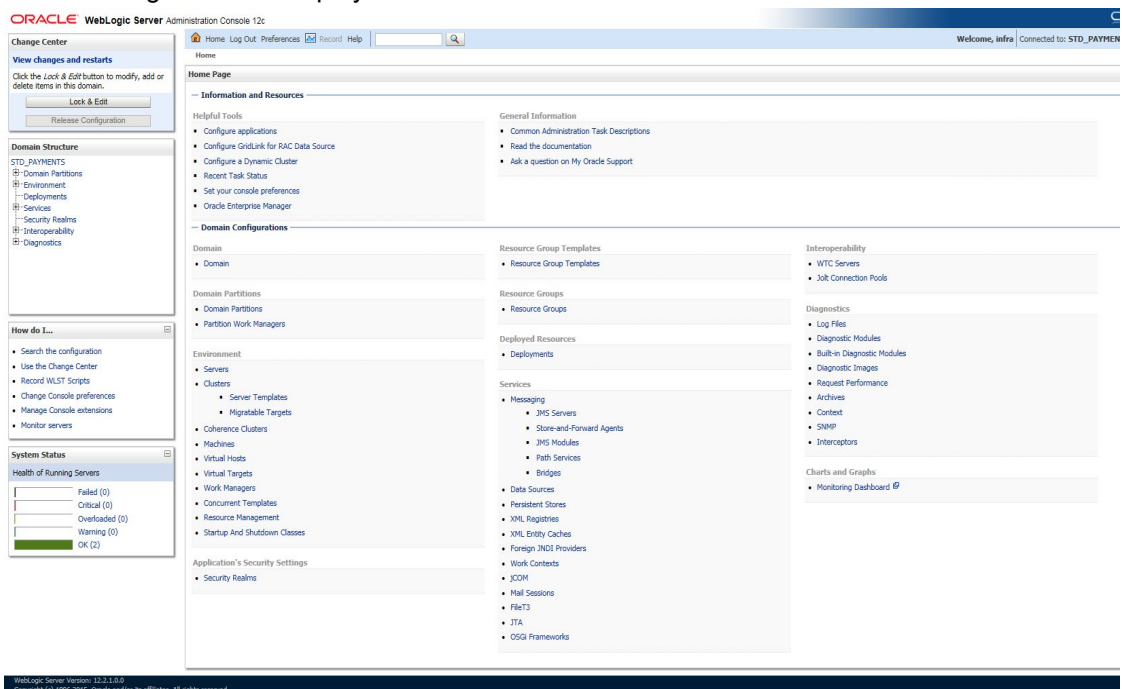 ORACLE WebLogic Server Administration Console 12c
Change Center
View changes and restarts
Click the Lock & Edit button to modify, add or
delete items in this domain.
Lock & Edit
Release Configuration
Domain Structure
STD_PAYMENTS
Domain Partitions
Environment
Deployments
Services
Security Realms
Interoperability
Diagnostics
How do I...
Search the configuration
Use the Change Center
Record WLST Scripts
Change Console preferences
Manage Console extensions
Monitor servers
System Status
Health of Running Servers
Failed (0)
Critical (0)
Overloaded (0)
Warning (0)
OK (2)
Home Log Out Preferences Record Help
Welcome, infra Connected to: STD_PAYMEN
Home
Home Page
Information and Resources
Helpful Tools
Configure applications
Configure GridLink for RAC Data Source
Configure a Dynamic Cluster
Recent Task Status
Set your console preferences
Oracle Enterprise Manager
General Information
Common Administration Task Descriptions
Read the documentation
Ask a question on My Oracle Support
Domain Configurations
Domain
Domain
Domain Partitions
Domain Partitions
Partition Work Managers
Environment
Servers
Clusters
Server Templates
Migratable Targets
Coherence Clusters
Machines
Virtual Hosts
Virtual Targets
Work Managers
Concurrent Templates
Resource Management
Startup And Shutdown Classes
Application's Security Settings
Security Realms
Resource Group Templates
Resource Group Templates
Resource Groups
Resource Groups
Deployed Resources
Deployments
Services
Messaging
JMS Servers
Store-and-Forward Agents
JMS Modules
Path Services
Bridges
Data Sources
Persistent Stores
XML Registries
XML Entity Caches
Foreign JNDI Providers
Work Contexts
jCOM
Mail Sessions
FileT3
JTA
OSGi Frameworks
Interoperability
WTC Servers
Jolt Connection Pools
Diagnostics
Log Files
Diagnostic Modules
Built-in Diagnostic Modules
Diagnostic Images
Request Performance
Archives
Context
SNMP
Interceptors
Charts and Graphs
Monitoring Dashboard
WebLogic Server Version: 12.2.1.0.0